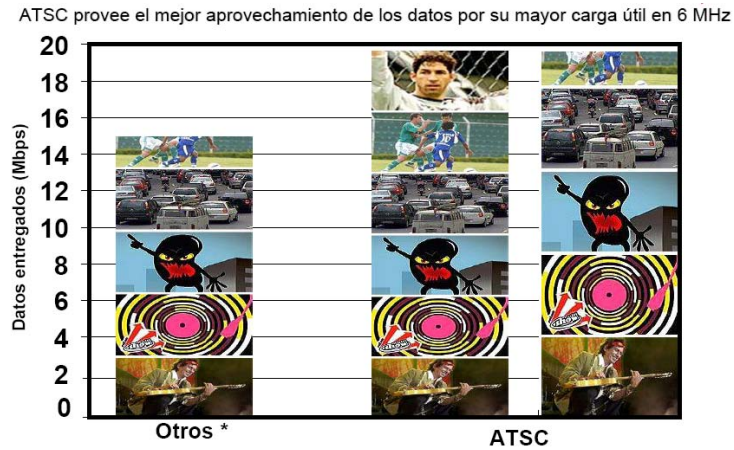 ATSC provee el mejor aprovechamiento de los datos por su mayor carga útil en 6 MHz
Datos entregados (Mbps)
20
18
16
14
12
10
8
6
4
2
0
Otros *
ATSC